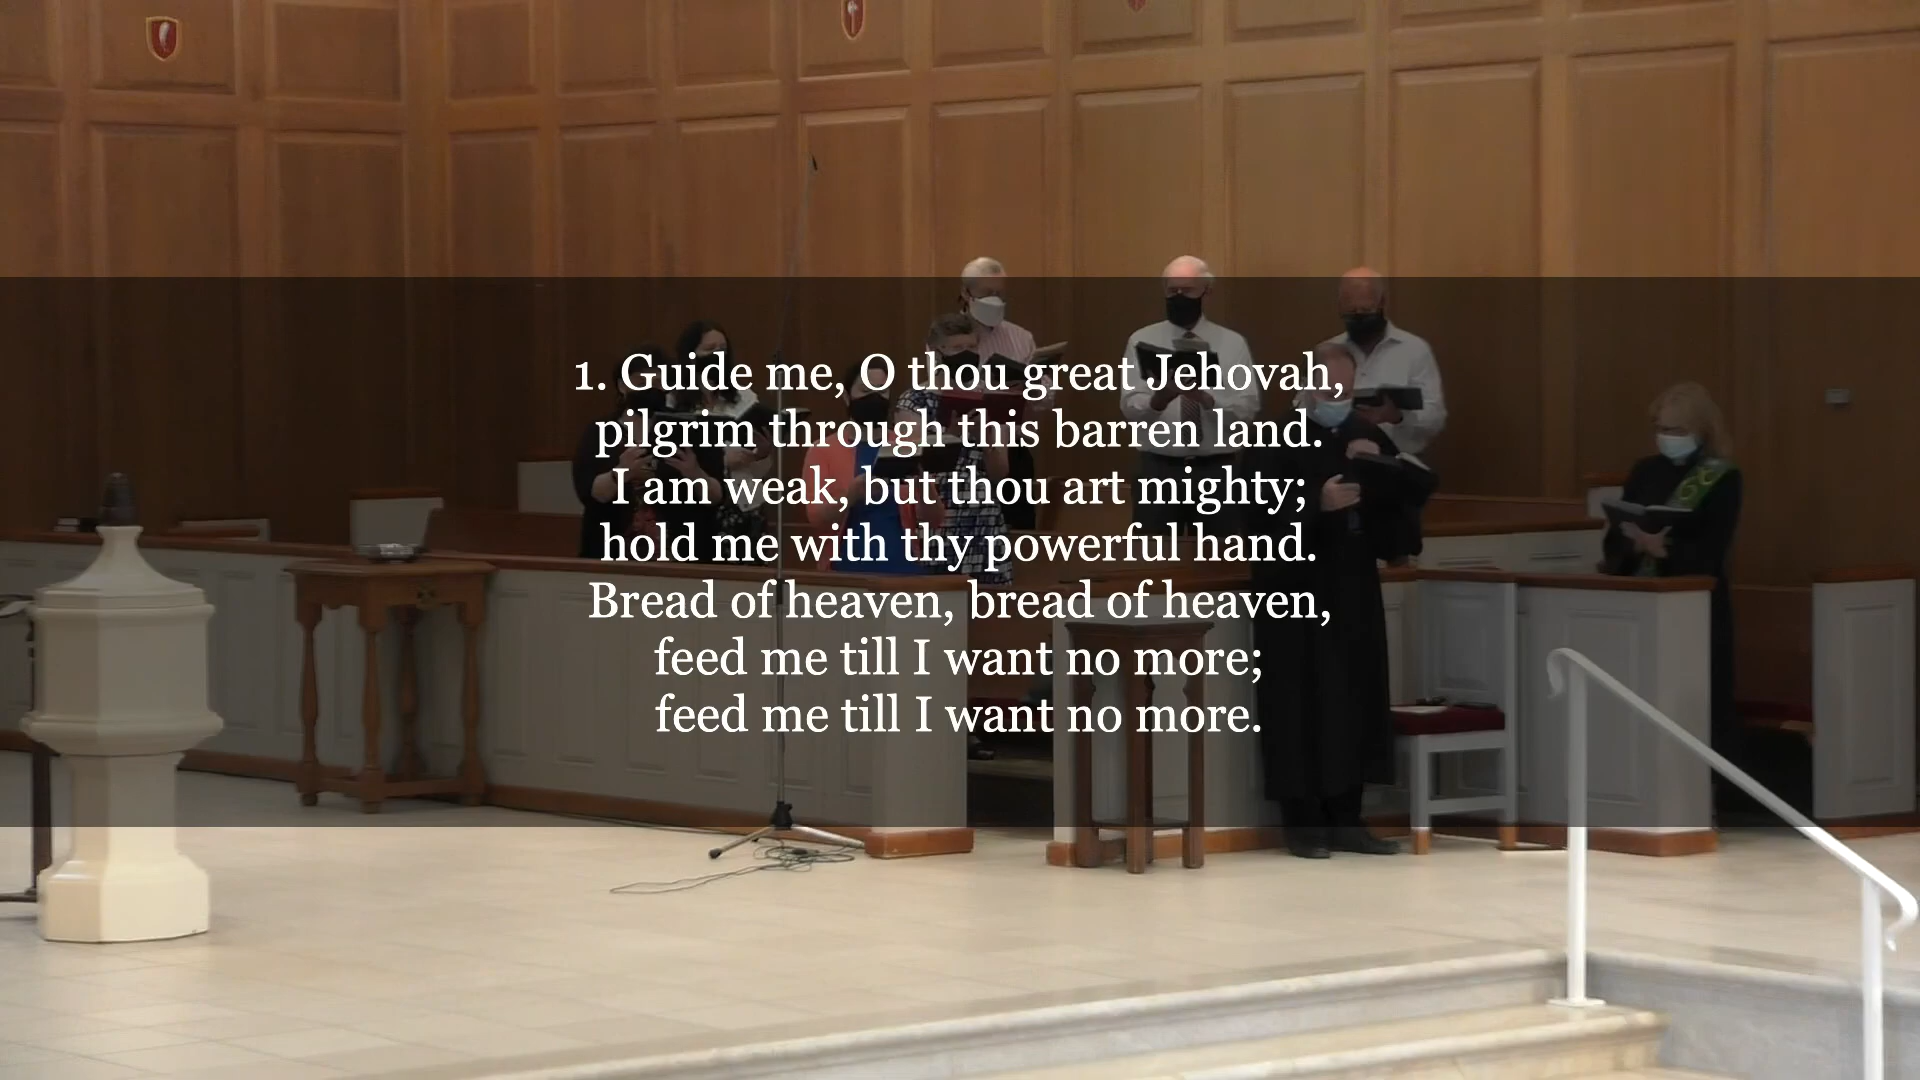 1. Guide me, O thou great Jehovah,
pilgrim through this barren land.
I am weak, but thou art mighty;
hold me with thy powerful hand.
Bread of heaven, bread of heaven,
feed me till I want no more;
feed me till I want no more.